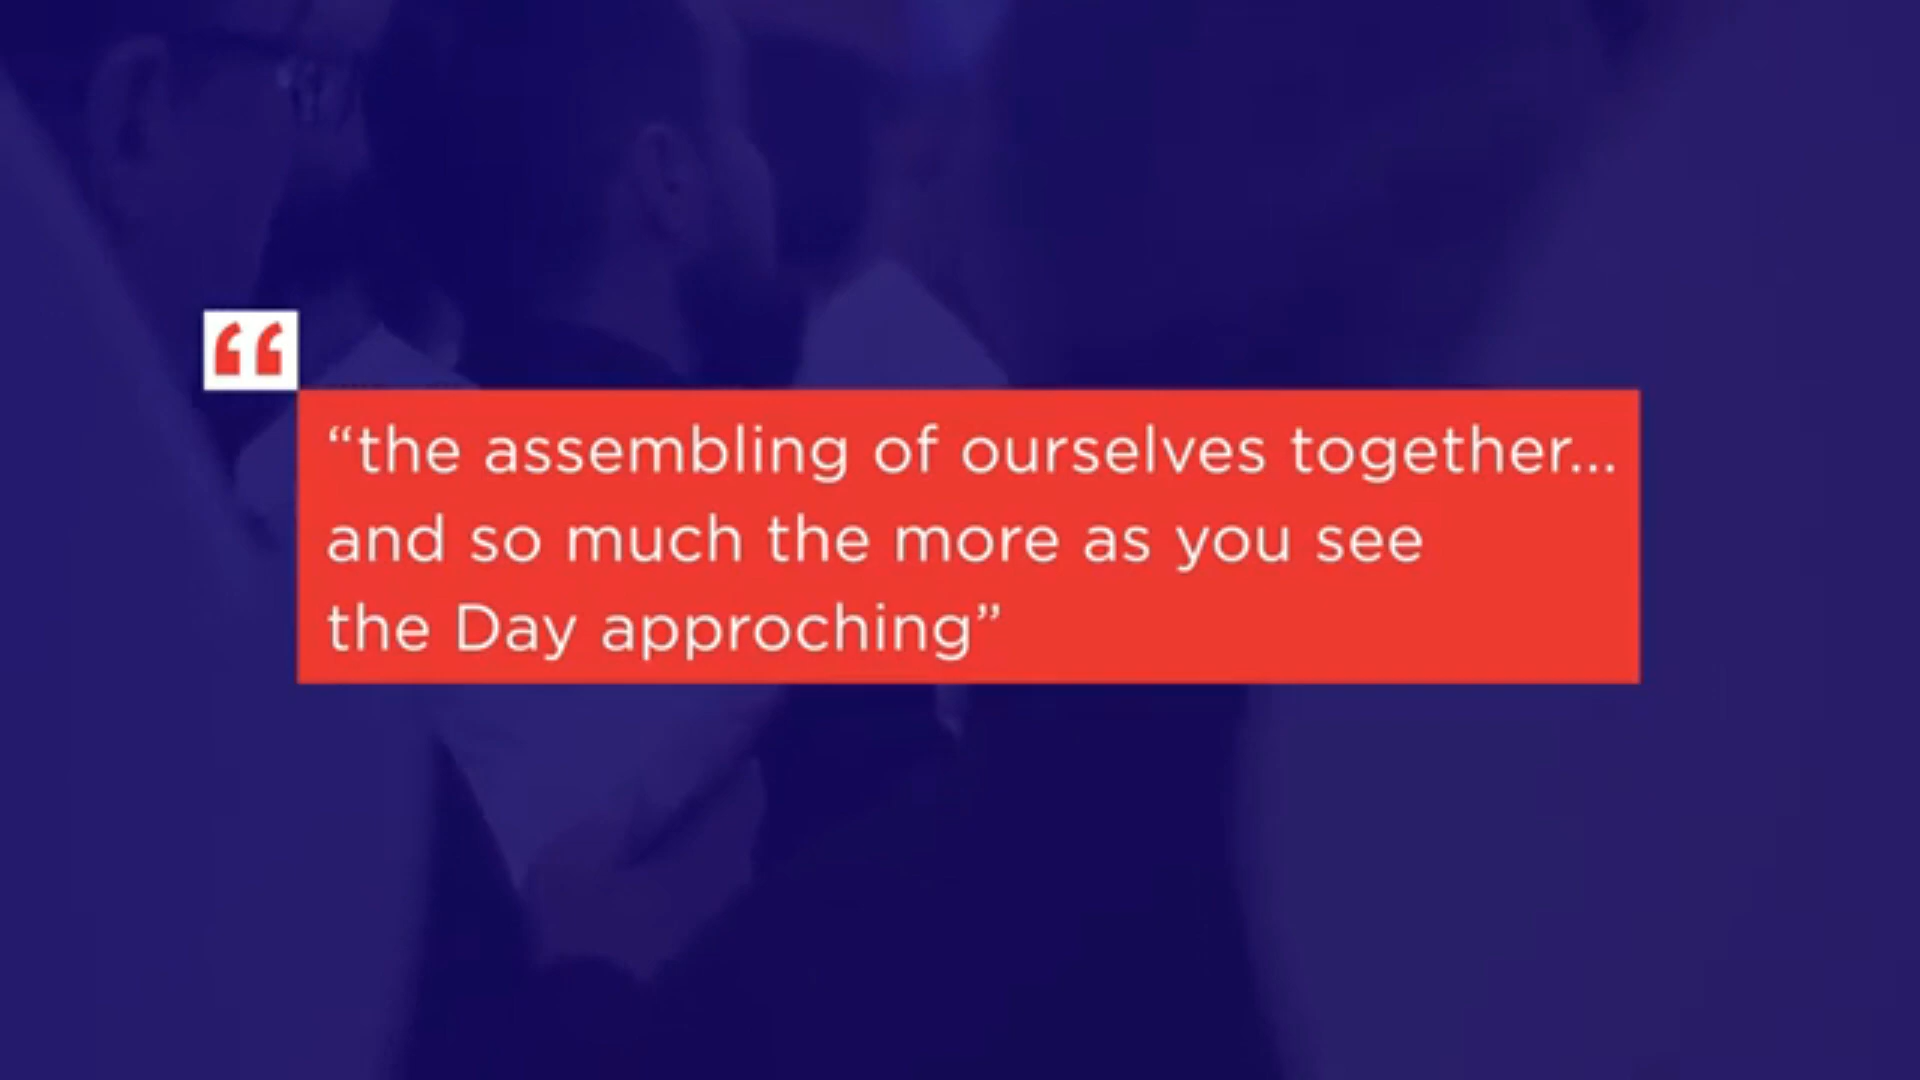 “the assembling of ourselves together...
and so much the more as you see
the Day approching”